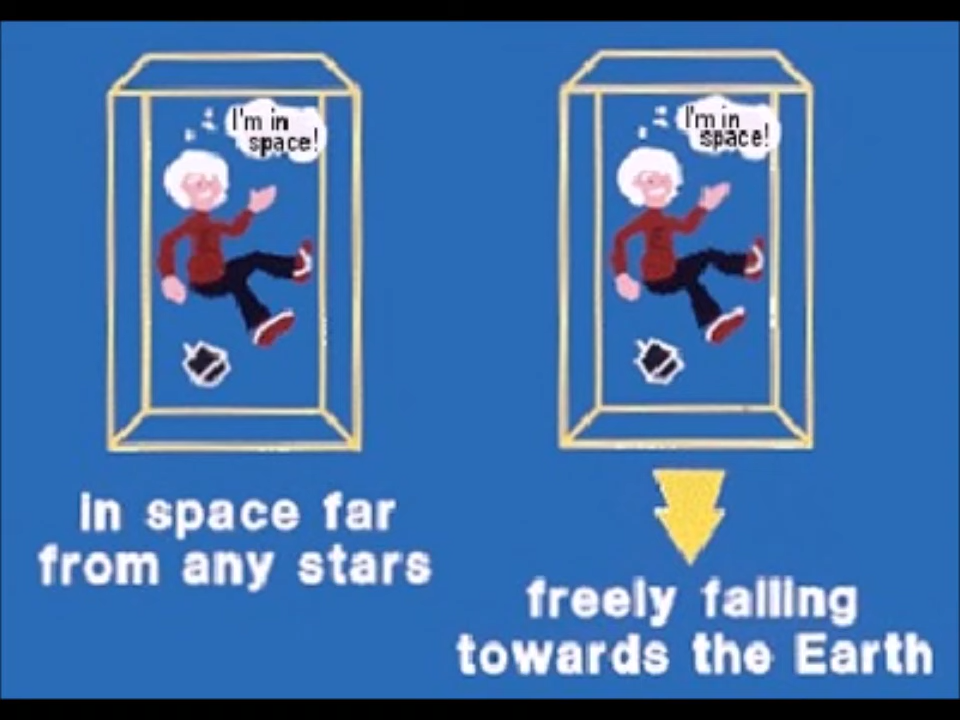 I'm in
space!
I'm in
space!
in space far
from any stars
freely falling
towards the Earth